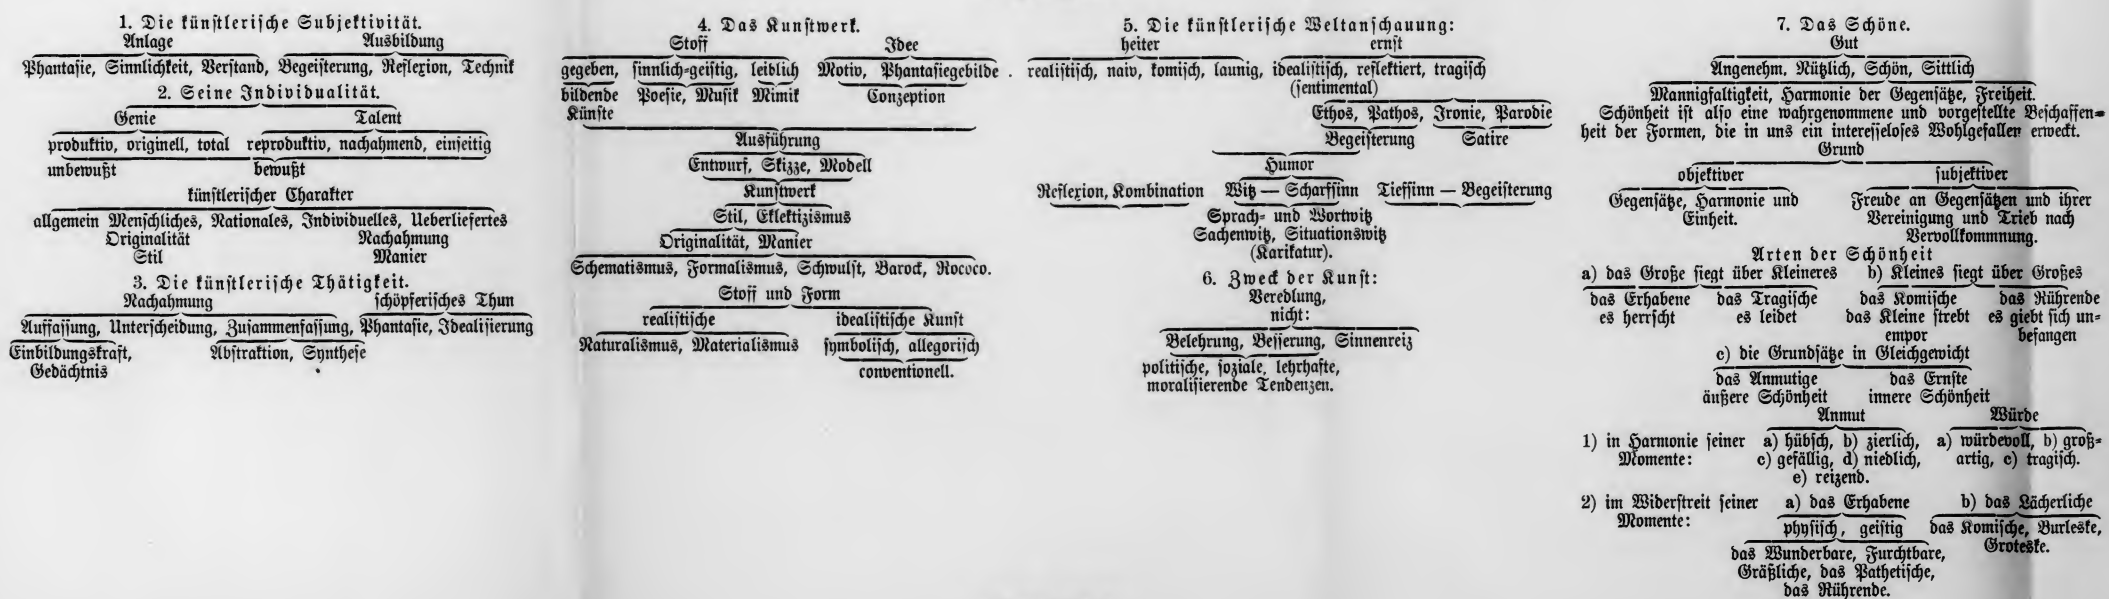 1. Die künstlerische Subjektivität.
Anlage Ausbildung
Phantasie, Sinnlichkeit, Verstand, Begeisterung, Reflexion, Technik
2. Seine Individualität.
Genie Talent
produktiv, originell, total reproduktiv, nachahmend, einseitig
unbewußt bewußt
künstlerischer Charakter
allgemein Menschliches, Nationales, Individuelles, Ueberliefertes
Originalität Nachahmung
Stil Manier
3. Die künstlerische Thätigkeit.
Nachahmung schöpferisches Thun
Auffassung, Unterscheidung, Zusammenfassung, Phantasie, Idealisierung
Einbildungskraft, Abstraktion, Synthese
Gedächtnis
4. Das Kunstwerk.
Stoff Idee
gegeben, sinnlich-geistig, leiblich Motiv, Phantasiegebilde.
bildende Poesie, Musik Mimik Conzeption
Künste
Ausführung
Entwurf, Skizze, Modell
Kunstwerk
Stil, Eklektizismus
Originalität, Manier
Schematismus, Formalismus, Schwulst, Barock, Rococo.
Stoff und Form
realistische idealistische Kunst
Naturalismus, Materialismus symbolisch, allegorisch
conventionell.
5. Die künstlerische Weltanschauung:
heiter ernst
realistisch, naiv, komisch, launig, idealistisch, reflektiert, tragisch
(sentimental)
Ethos, Pathos, Ironie, Parodie
Begeisterung Satire
Humor
Reflexion, Kombination Witz — Scharfsinn Tiefsinn — Begeisterung
Sprach- und Wortwitz
Sachenwitz, Situationswitz
(Karikatur).
6. Zweck der Kunst:
Veredlung,
nicht:
Belehrung, Besserung, Sinnenreiz
politische, soziale, lehrhafte,
moralisierende Tendenzen.
7. Das Schöne.
Gut
Angenehm, Nützlich, Schön, Sittlich
Mannigfaltigkeit, Harmonie der Gegensätze, Freiheit.
Schönheit ist also eine wahrgenommene und vorgestellte Beschaffen-
heit der Formen, die in uns ein interesseloses Wohlgefallen erweckt.
Grund
objektiver subjektiver
Gegensätze, Harmonie und Freude an Gegensätzen und ihrer
Einheit. Vereinigung und Trieb nach
Vervollkommnung.
Arten der Schönheit
a) das Große siegt über Kleineres b) Kleines siegt über Großes
das Erhabene das Tragische das Komische das Rührende
es herrscht es leidet das Kleine strebt es giebt sich un-
empor befangen
c) die Grundsätze in Gleichgewicht
das Anmutige das Ernste
äußere Schönheit innere Schönheit
Anmut Würde
1) in Harmonie seiner a) hübsch, b) zierlich, a) würdevoll, b) groß-
Momente: c) gefällig, d) niedlich, artig, c) tragisch.
e) reizend.
2) im Widerstreit seiner a) das Erhabene b) das Lächerliche
Momente: physisch, geistig das Komische, Burleske,
das Wunderbare, Furchtbare, Groteske.
Gräßliche, das Pathetische,
das Rührende.